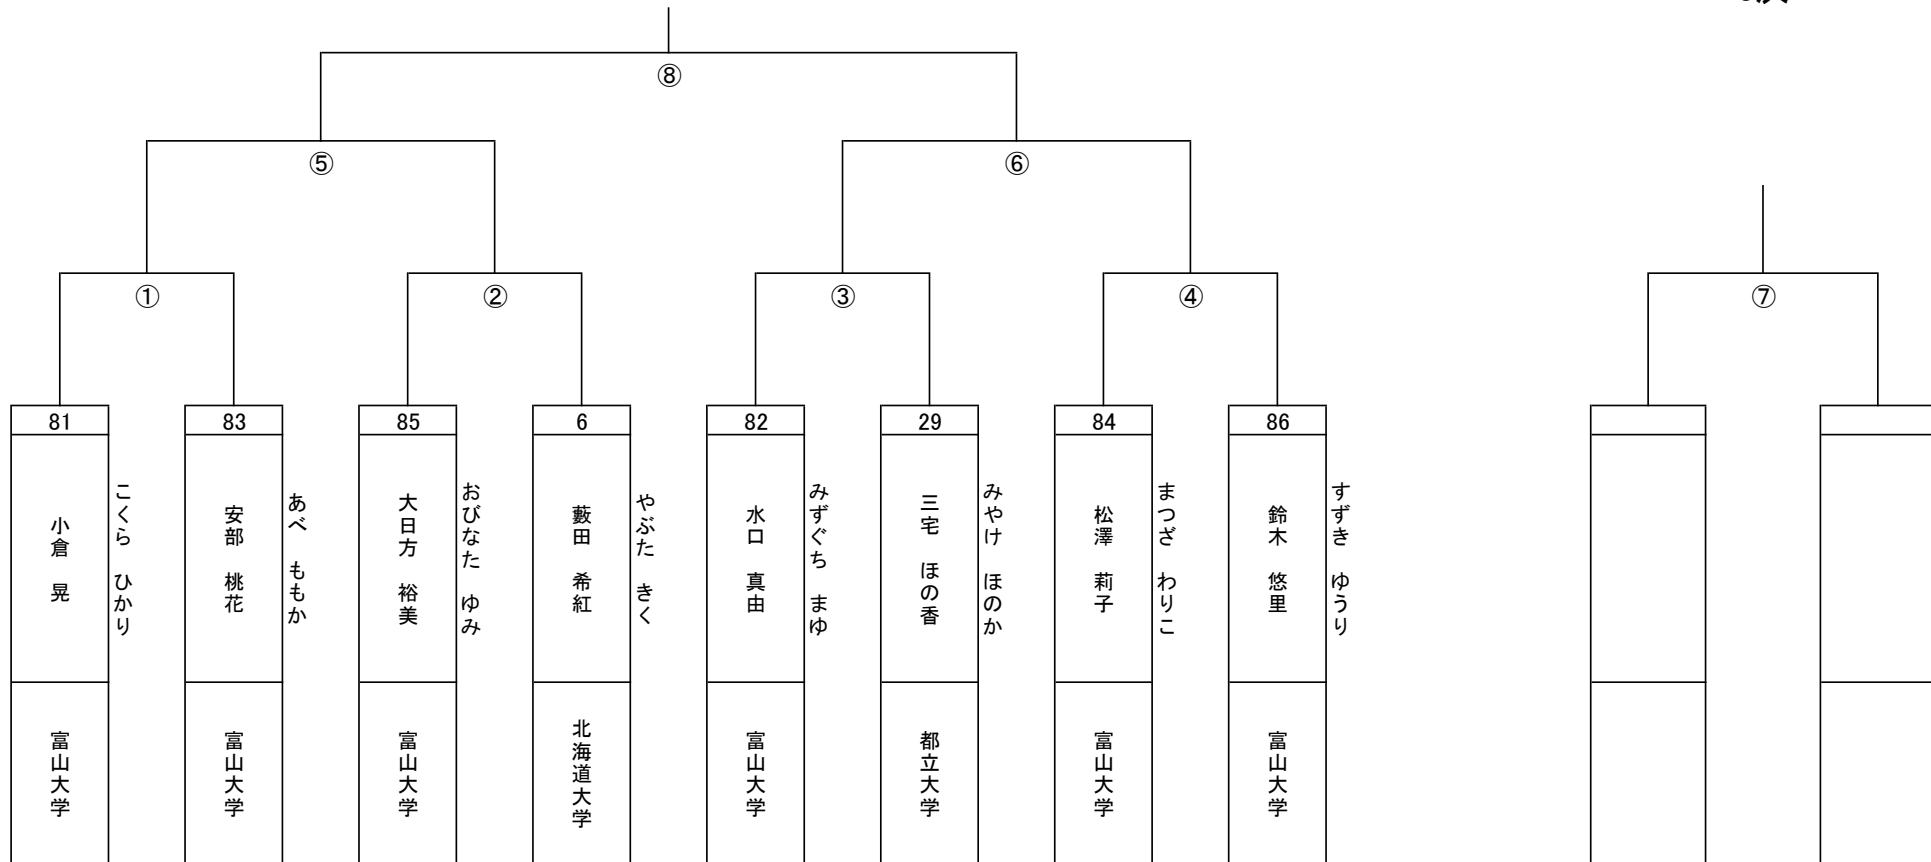 ⑧
⑤
⑥
①
②
③
④
⑦
81
83
85
6
82
29
84
86
小倉　晃
こくら　ひかり
安部　桃花
あべ　ももか
大日方　裕美
おびなた　ゆみ
藪田　希紅
やぶた　きく
水口　真由
みずぐち　まゆ
三宅　ほの香
みやけ　ほのか
松澤　莉子
まつざ　わりこ
鈴木　悠里
すずき　ゆうり
富山大学
富山大学
富山大学
北海道大学
富山大学
都立大学
富山大学
富山大学